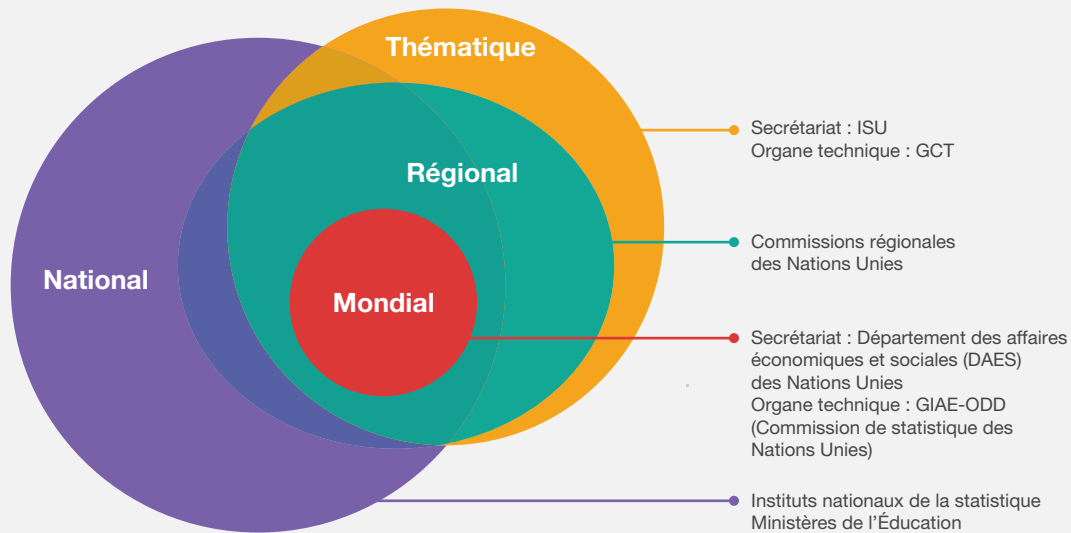 Thématique
Régional
National
Mondial
Secrétariat : ISU
Organe technique : GCT
Commissions régionales
des Nations Unies
Secrétariat : Département des affaires
économiques et sociales (DAES)
des Nations Unies
Organe technique : GIAE-ODD
(Commission de statistique des
Nations Unies)
Instituts nationaux de la statistique
Ministères de l’Éducation